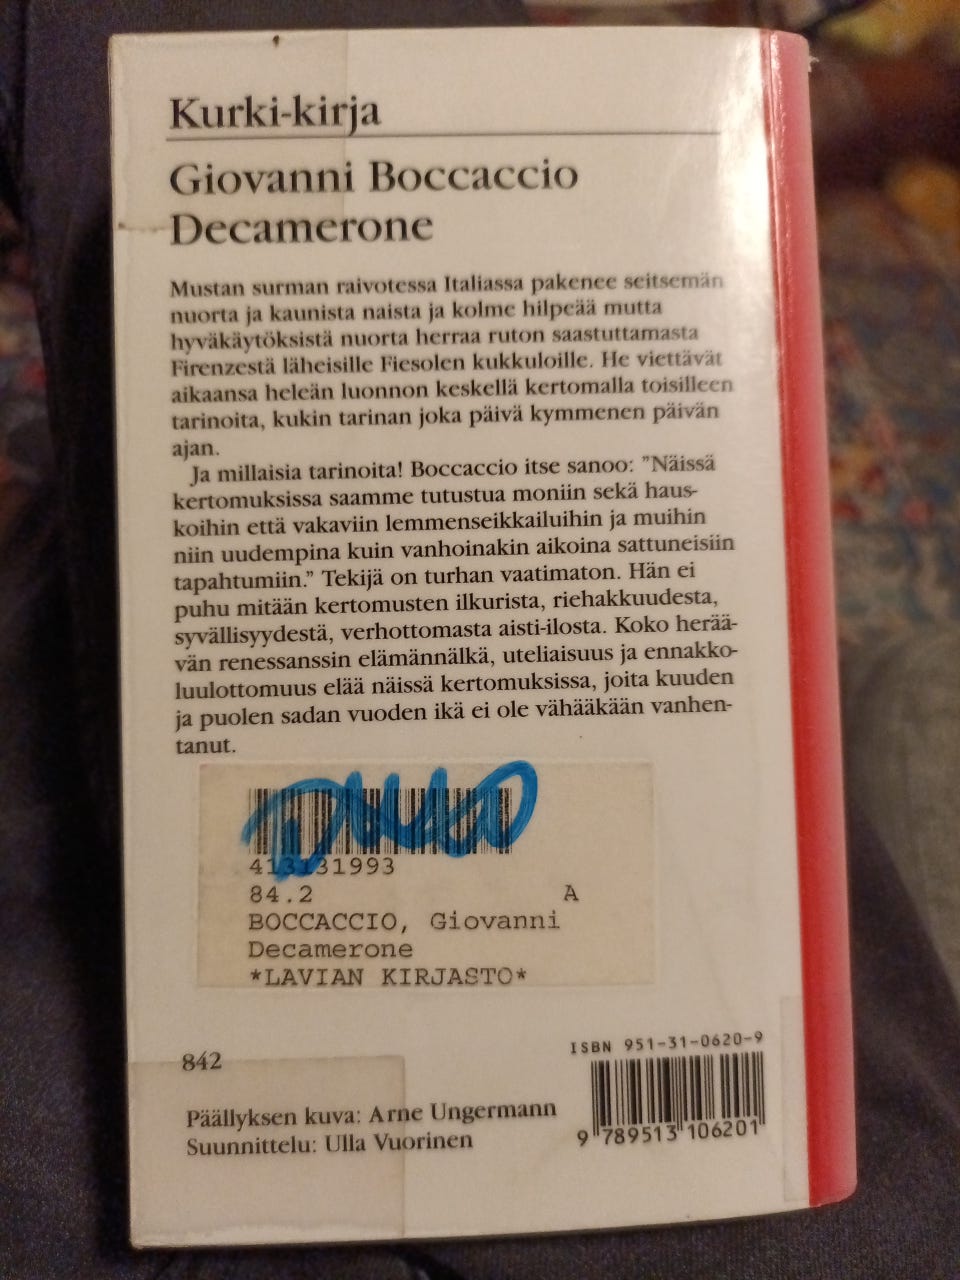 Kurki-kirja
Giovanni Boccaccio
Decamerone
Mustan surman raivotessa Italiassa pakenee seitsemän
nuorta ja kaunista naista ja kolme hilpeää mutta
hyväkäytöksistä nuorta herraa ruton saastuttamasta
Firenzestä läheisille Fiesolen kukkuloille. He viettävät
aikaansa heleän luonnon keskellä kertomalla toisilleen
tarinoita, kukin tarinan joka päivä kymmenen päivän
ajan.
Ja millaisia tarinoita! Boccaccio itse sanoo: ”Näissä
kertomuksissa saamme tutustua moniin sekä haus-
koihin että vakaviin lemmenseikkailuihin ja muihin
niin uudempina kuin vanhoinakin aikoina sattuneisiin
tapahtumiin.” Tekijä on turhan vaatimaton. Hän ei
puhu mitään kertomusten ilkurista, riehakkuudesta,
syvällisyydestä, verhottomasta aisti-ilosta. Koko herää-
vän renessanssin elämännälkä, uteliaisuus ja ennakko-
luulottomuus elää näissä kertomuksissa, joita kuuden
ja puolen sadan vuoden ikä ei ole vähääkään vanhen-
tanut.
413131993
84.2 A
BOCCACCIO, Giovanni
Decamerone
*LAVIAN KIRJASTO*
842
ISBN 951-31-0620-9
9 789513 106201
Päällyksen kuva: Arne Ungermann
Suunnittelu: Ulla Vuorinen